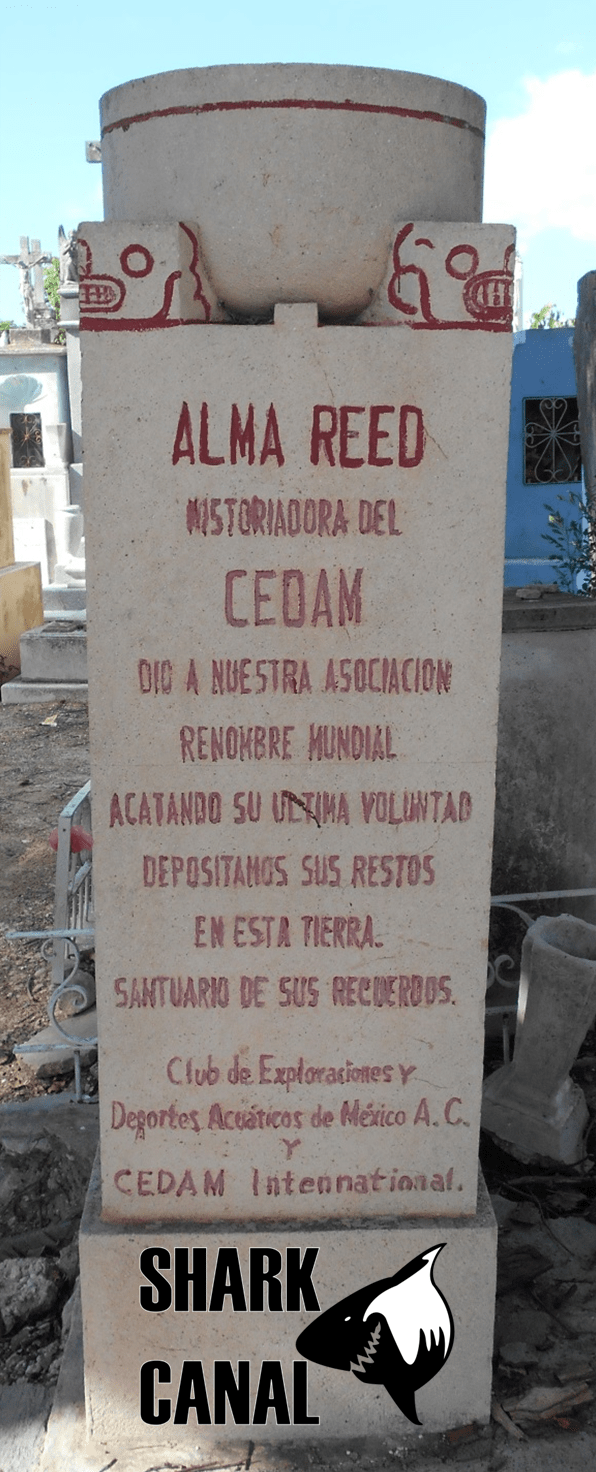 ALMA REED
HISTORIADORA DEL
CEDAM
DIO A NUESTRA ASOCIACION
RENOMBRE MUNDIAL
ACATANDO SU ULTIMA VOLUNTAD
DEPOSITAMOS SUS RESTOS
EN ESTA TIERRA.
SANTUARIO DE SUS RECUERDOS.
Club de Exploraciones y
Deportes Acuáticos de México A. C.
Y
CEDAM Internnational.
SHARK
CANAL